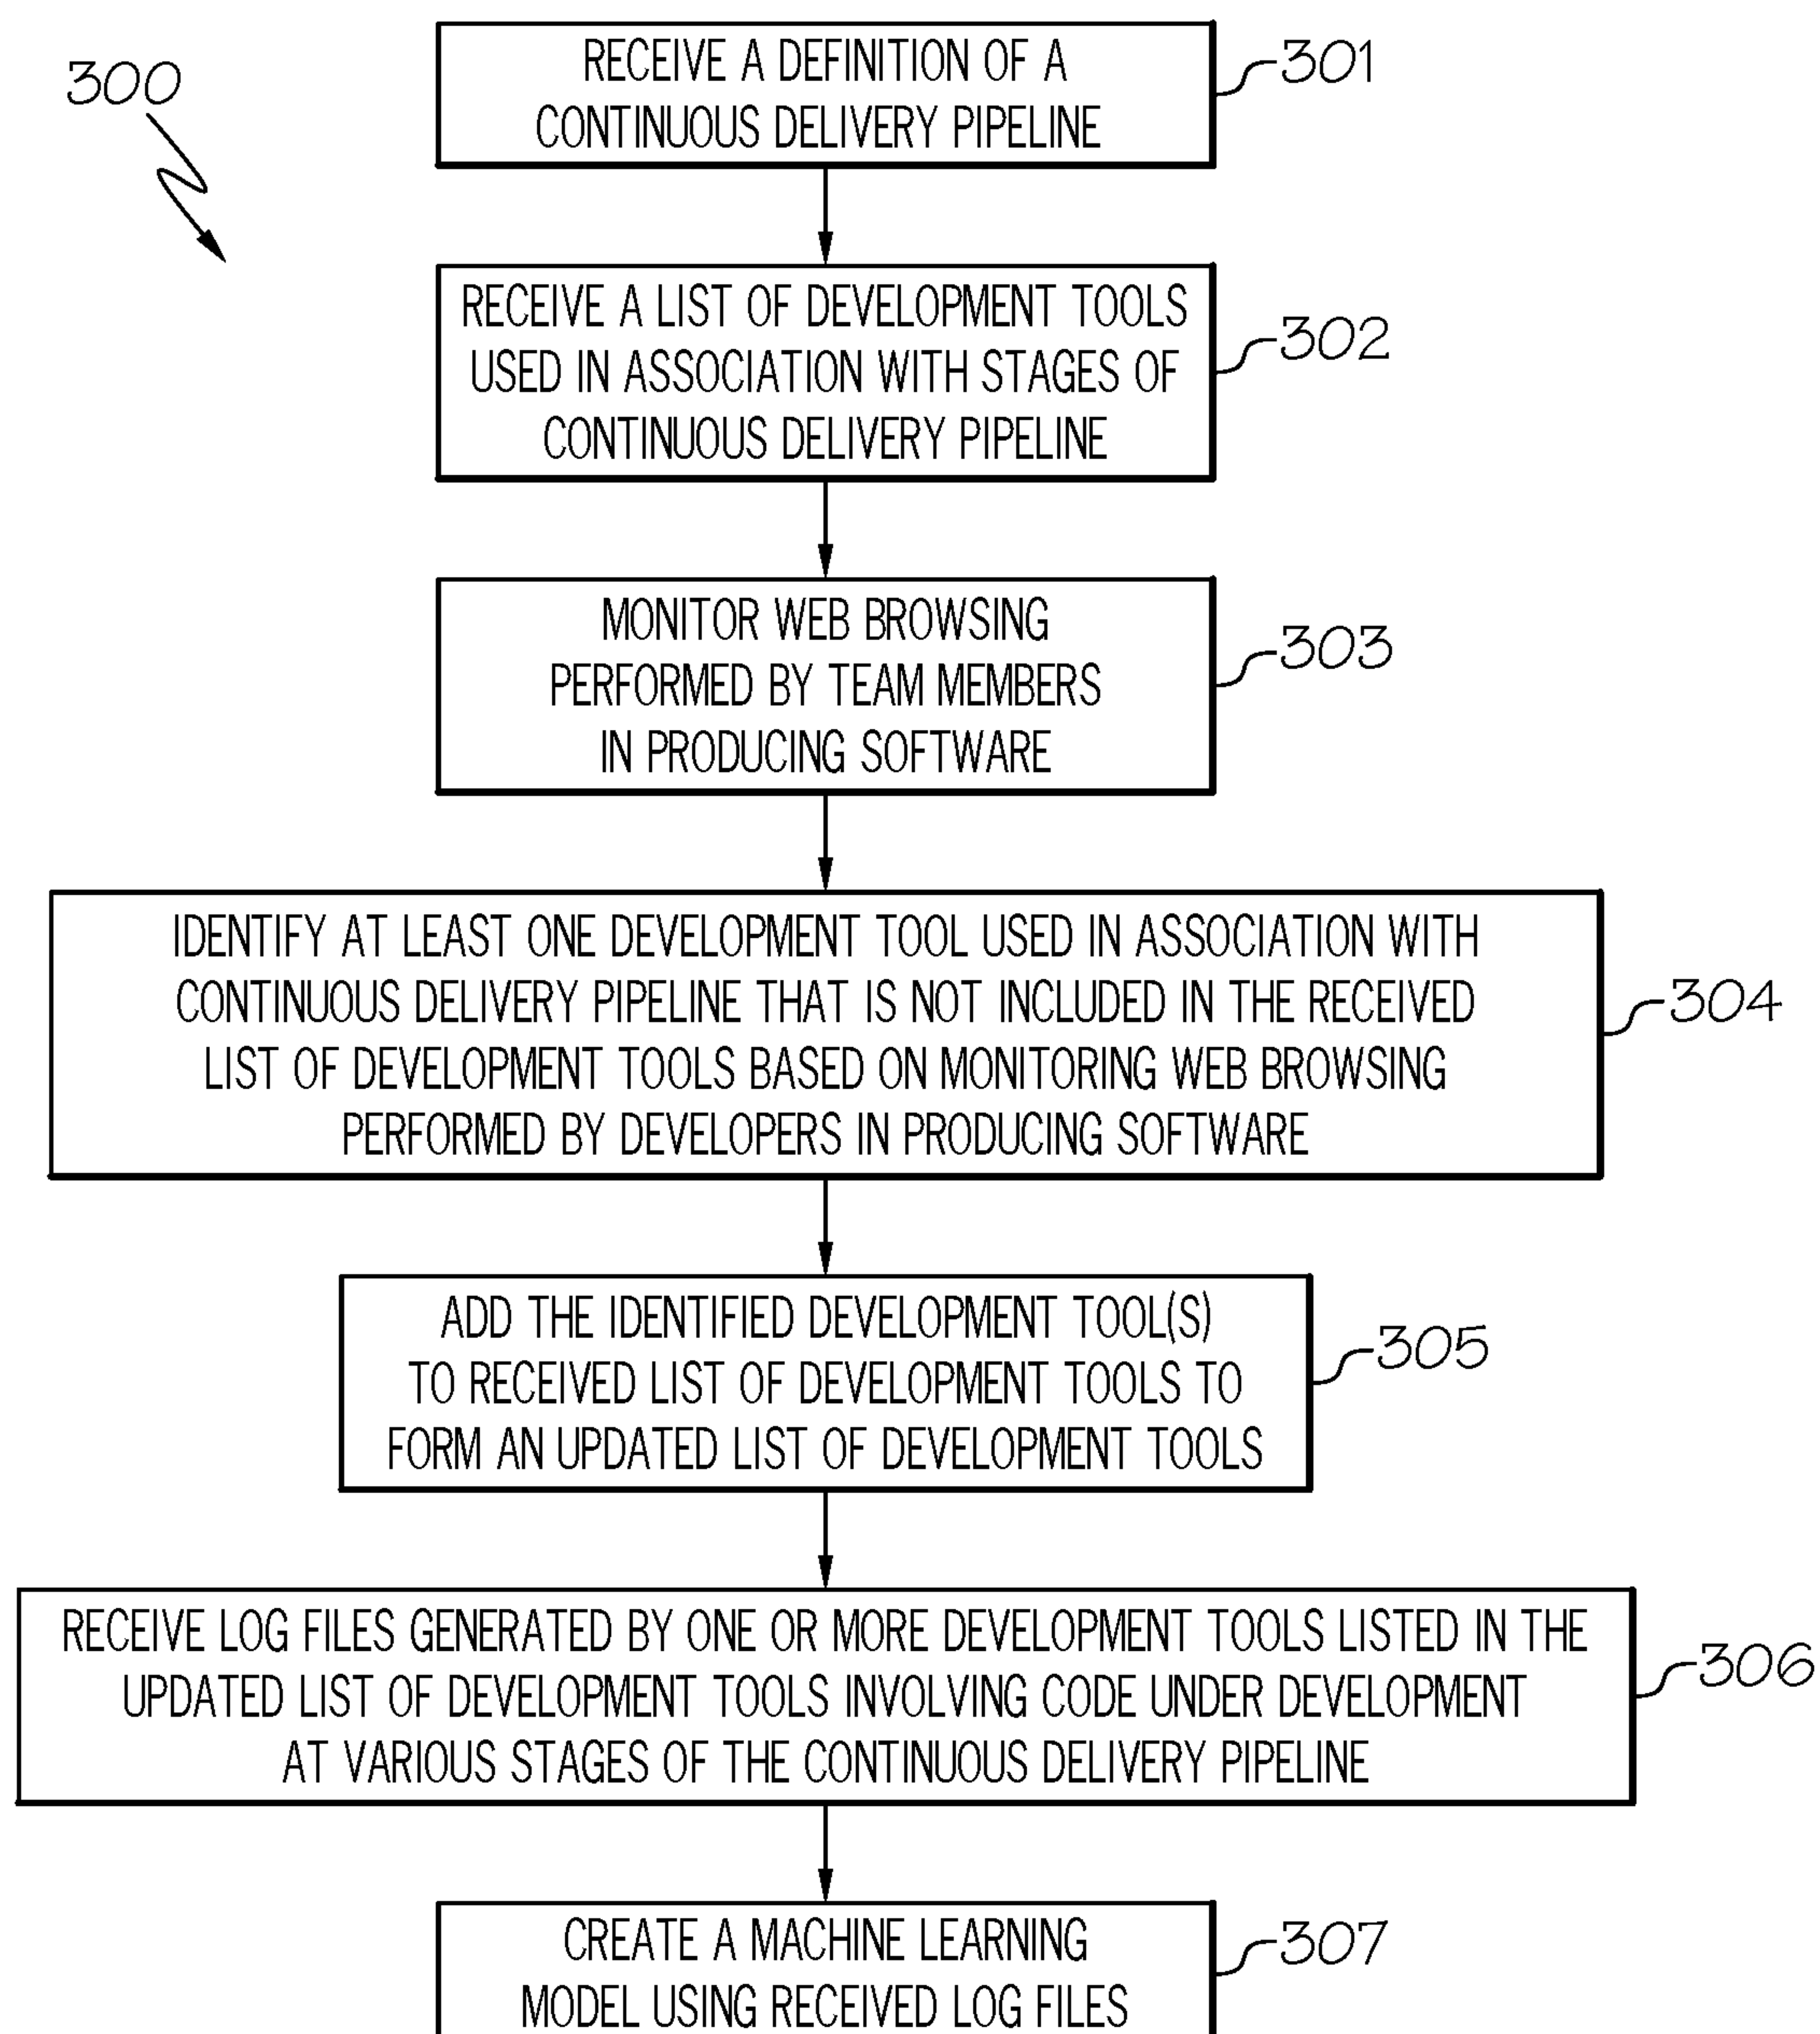 300
RECEIVE A DEFINITION OF A
CONTINUOUS DELIVERY PIPELINE
301
RECEIVE A LIST OF DEVELOPMENT TOOLS
USED IN ASSOCIATION WITH STAGES OF
CONTINUOUS DELIVERY PIPELINE
302
MONITOR WEB BROWSING
PERFORMED BY TEAM MEMBERS
IN PRODUCING SOFTWARE
303
IDENTIFY AT LEAST ONE DEVELOPMENT TOOL USED IN ASSOCIATION WITH
CONTINUOUS DELIVERY PIPELINE THAT IS NOT INCLUDED IN THE RECEIVED
LIST OF DEVELOPMENT TOOLS BASED ON MONITORING WEB BROWSING
PERFORMED BY DEVELOPERS IN PRODUCING SOFTWARE
304
ADD THE IDENTIFIED DEVELOPMENT TOOL(S)
TO RECEIVED LIST OF DEVELOPMENT TOOLS TO
FORM AN UPDATED LIST OF DEVELOPMENT TOOLS
305
RECEIVE LOG FILES GENERATED BY ONE OR MORE DEVELOPMENT TOOLS LISTED IN THE
UPDATED LIST OF DEVELOPMENT TOOLS INVOLVING CODE UNDER DEVELOPMENT
AT VARIOUS STAGES OF THE CONTINUOUS DELIVERY PIPELINE
306
CREATE A MACHINE LEARNING
MODEL USING RECEIVED LOG FILES
307